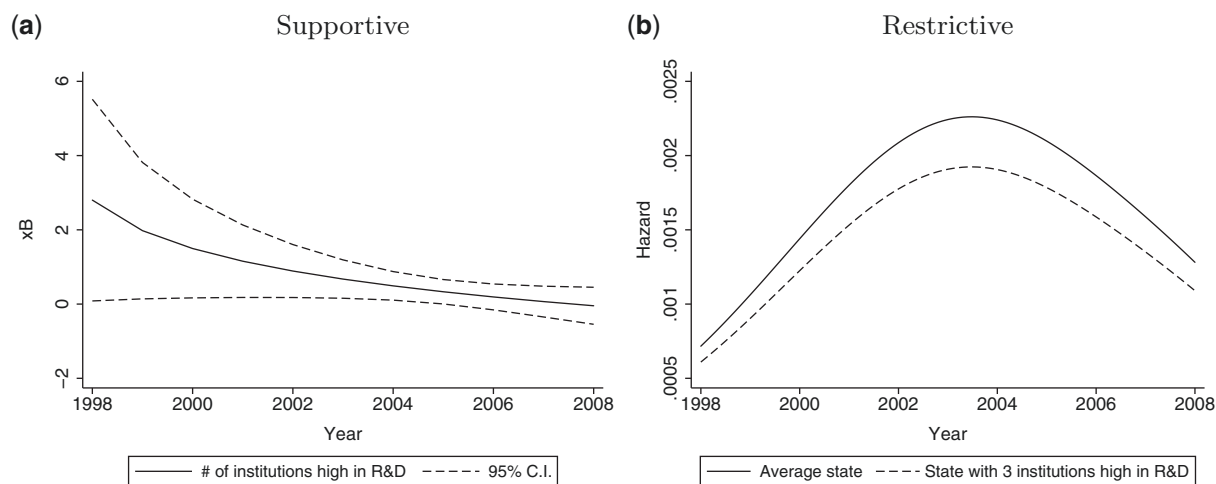 (a) Supportive
6
4
2
0
−2
xB
1998 2000 2002 2004 2006 2008
Year
# of institutions high in R&D 95% C.I.
(b) Restrictive
.0025
.002
.0015
.001
.0005
Hazard
1998 2000 2002 2004 2006 2008
Year
Average state State with 3 institutions high in R&D